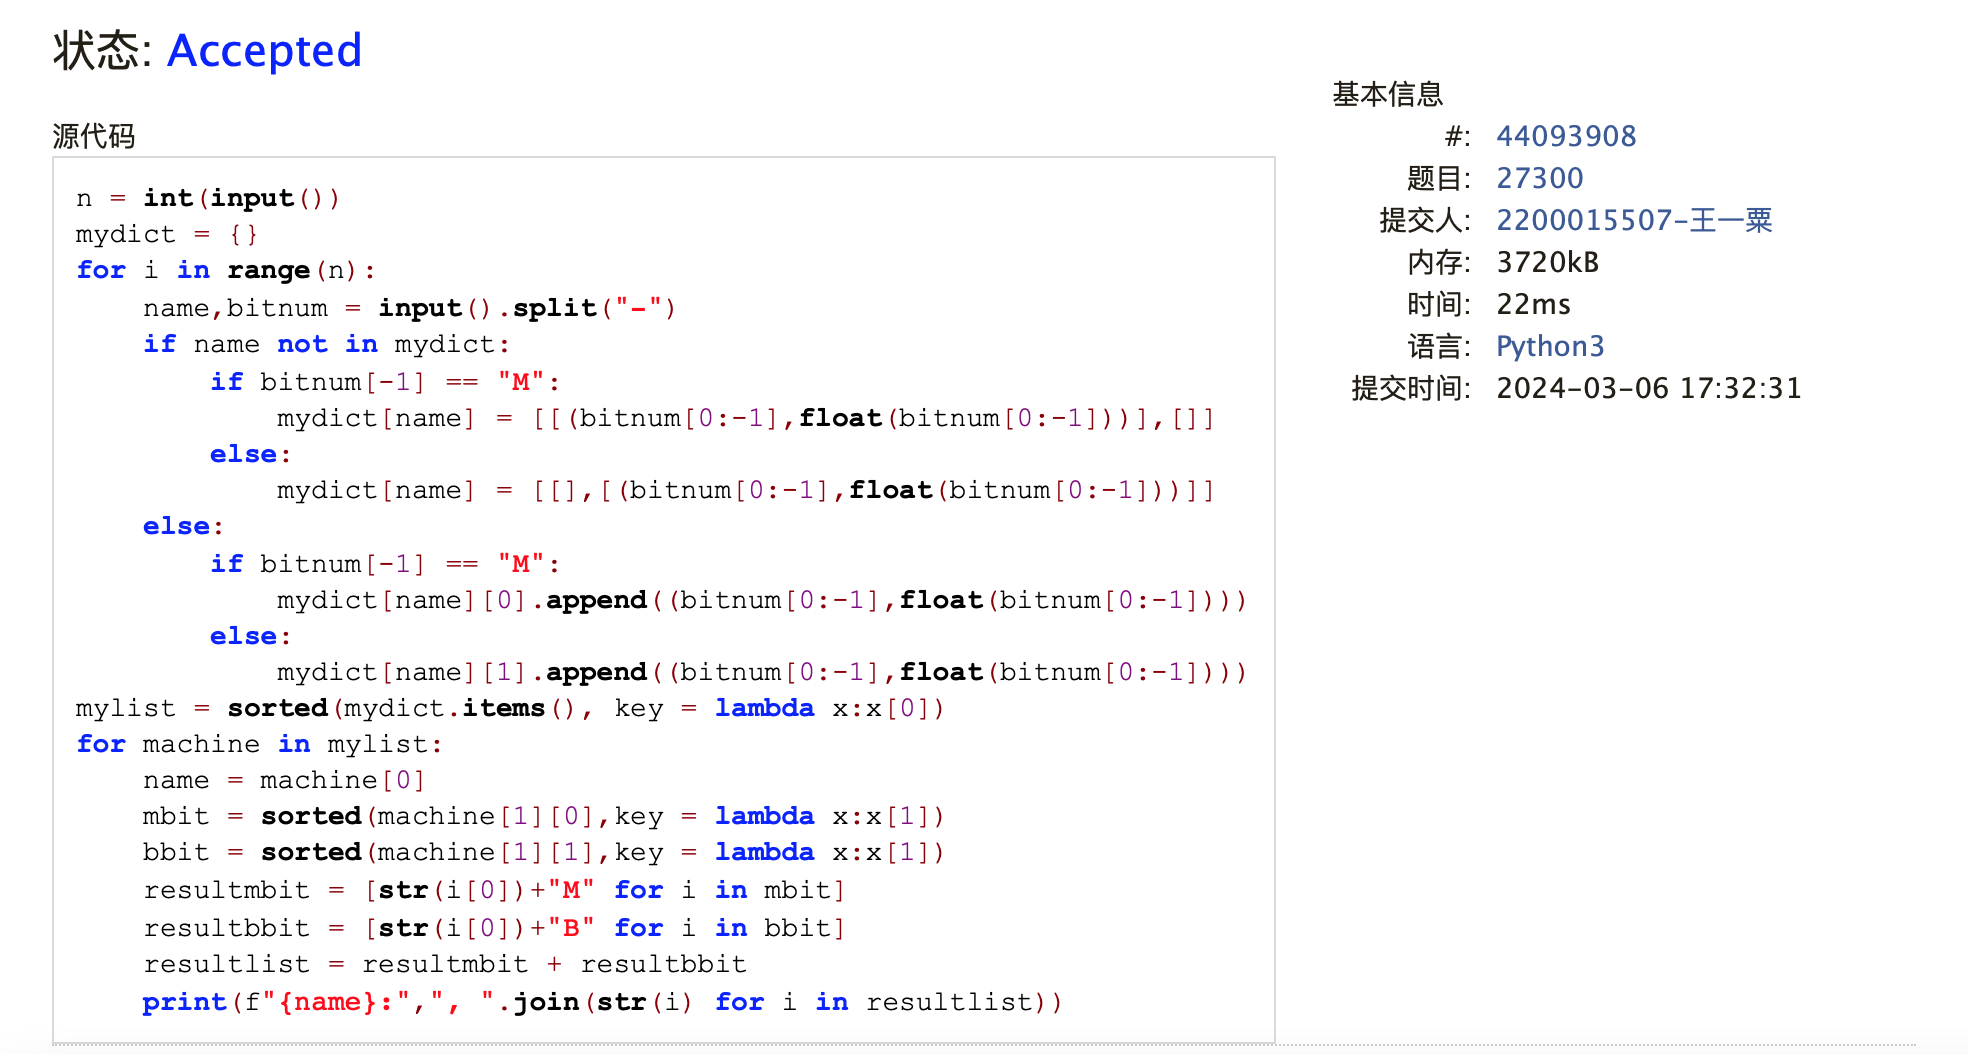 状态: Accepted
源代码
n = int(input())
mydict = {}
for i in range(n):
    name,bitnum = input().split("-")
    if name not in mydict:
        if bitnum[-1] == "M":
            mydict[name] = [[(bitnum[0:-1],float(bitnum[0:-1]))],[]]
        else:
            mydict[name] = [[],[(bitnum[0:-1],float(bitnum[0:-1]))]]
    else:
        if bitnum[-1] == "M":
            mydict[name][0].append((bitnum[0:-1],float(bitnum[0:-1])))
        else:
            mydict[name][1].append((bitnum[0:-1],float(bitnum[0:-1])))
mylist = sorted(mydict.items(), key = lambda x:x[0])
for machine in mylist:
    name = machine[0]
    mbit = sorted(machine[1][0],key = lambda x:x[1])
    bbit = sorted(machine[1][1],key = lambda x:x[1])
    resultmbit = [str(i[0])+"M" for i in mbit]
    resultbbit = [str(i[0])+"B" for i in bbit]
    resultlist = resultmbit + resultbbit
    print(f"{name}:",", ".join(str(i) for i in resultlist))
基本信息
#: 44093908
题目: 27300
提交人: 2200015507-王一粟
内存: 3720kB
时间: 22ms
语言: Python3
提交时间: 2024-03-06 17:32:31